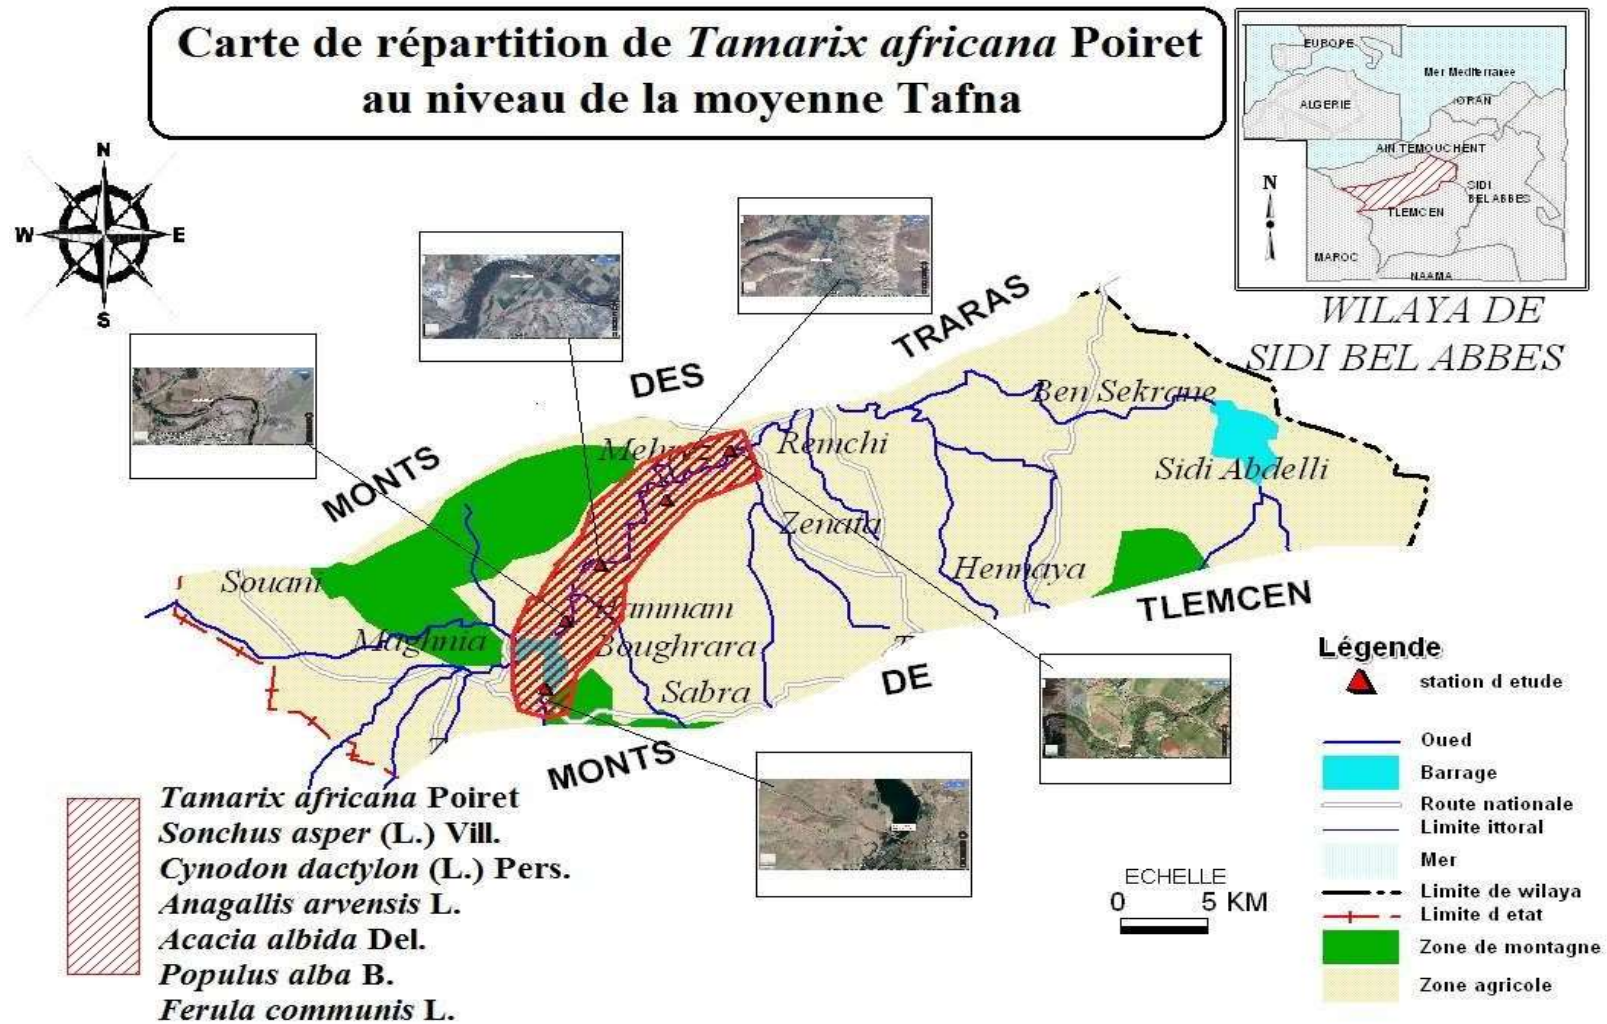 Carte de répartition de Tamarix africana Poiret
au niveau de la moyenne Tafna
EUROPE
Mer Mediterranee
ALGERIE
ORAN
AIN TEMOUCHENT
SIDI
BEL ABBES
TLEMCEN
MAROC
NAAMA
N
N
W
E
S
WILAYA DE
SIDI BEL ABBES
MONTS
DES
TRARAS
Ben Sekrane
Remchi
Sidi Abdelli
Zenata
Hennaya
Souani
Maghnia
Hammam
Boughrara
Sabra
MONTS
DE
TLEMCEN
Légende
station d etude
Oued
Barrage
Route nationale
Limite ittoral
Mer
Limite de wilaya
Limite d etat
Zone de montagne
Zone agricole
ECHELLE
0 5 KM
Tamarix africana Poiret
Sonchus asper (L.) Vill.
Cynodon dactylon (L.) Pers.
Anagallis arvensis L.
Acacia albida Del.
Populus alba B.
Ferula communis L.